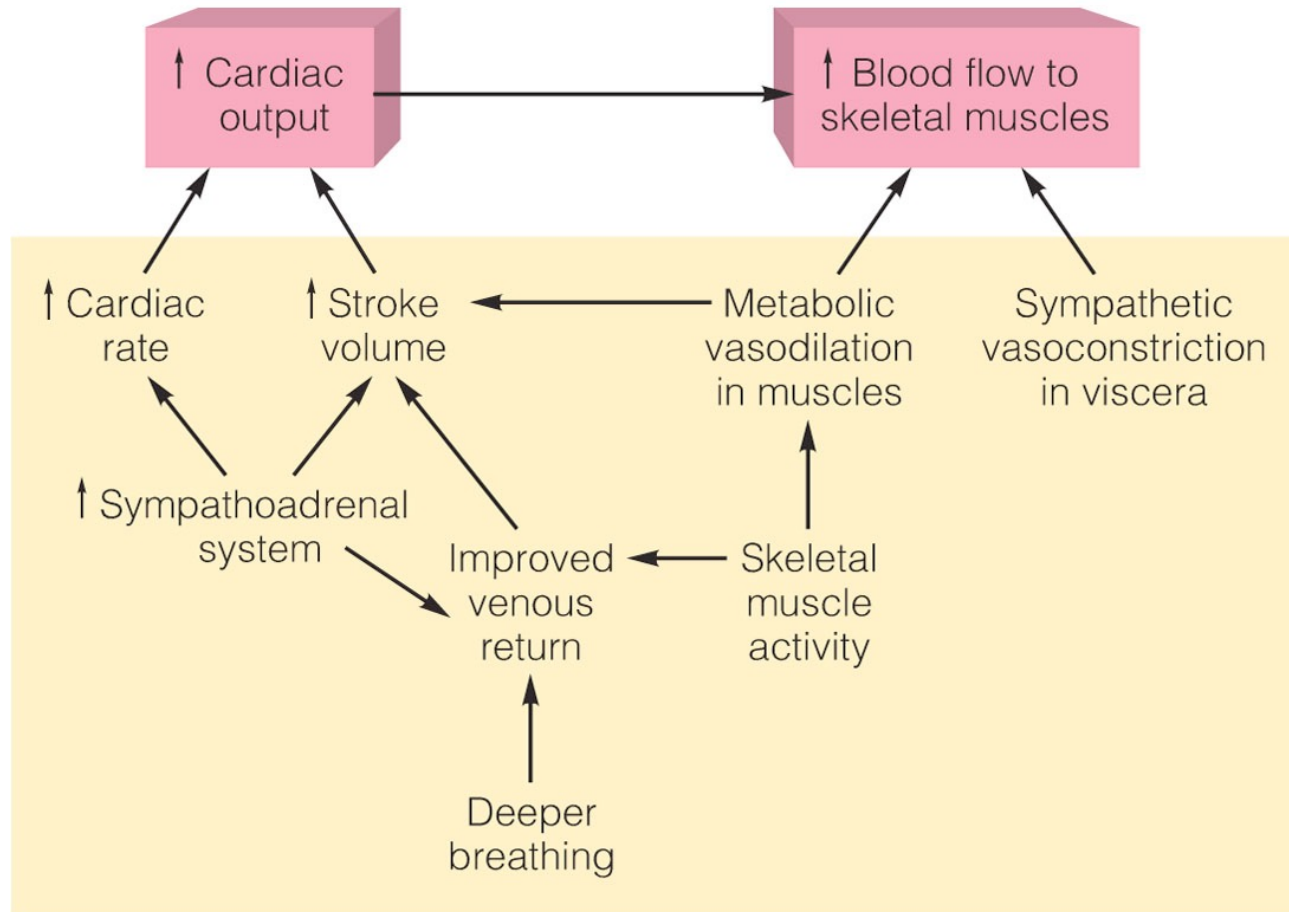 ↑ Cardiac
output
↑ Blood flow to
skeletal muscles
↑ Cardiac
rate
↑ Stroke
volume
Metabolic
vasodilation
in muscles
Sympathetic
vasoconstriction
in viscera
↑ Sympathoadrenal
system
Improved
venous
return
Skeletal
muscle
activity
Deeper
breathing